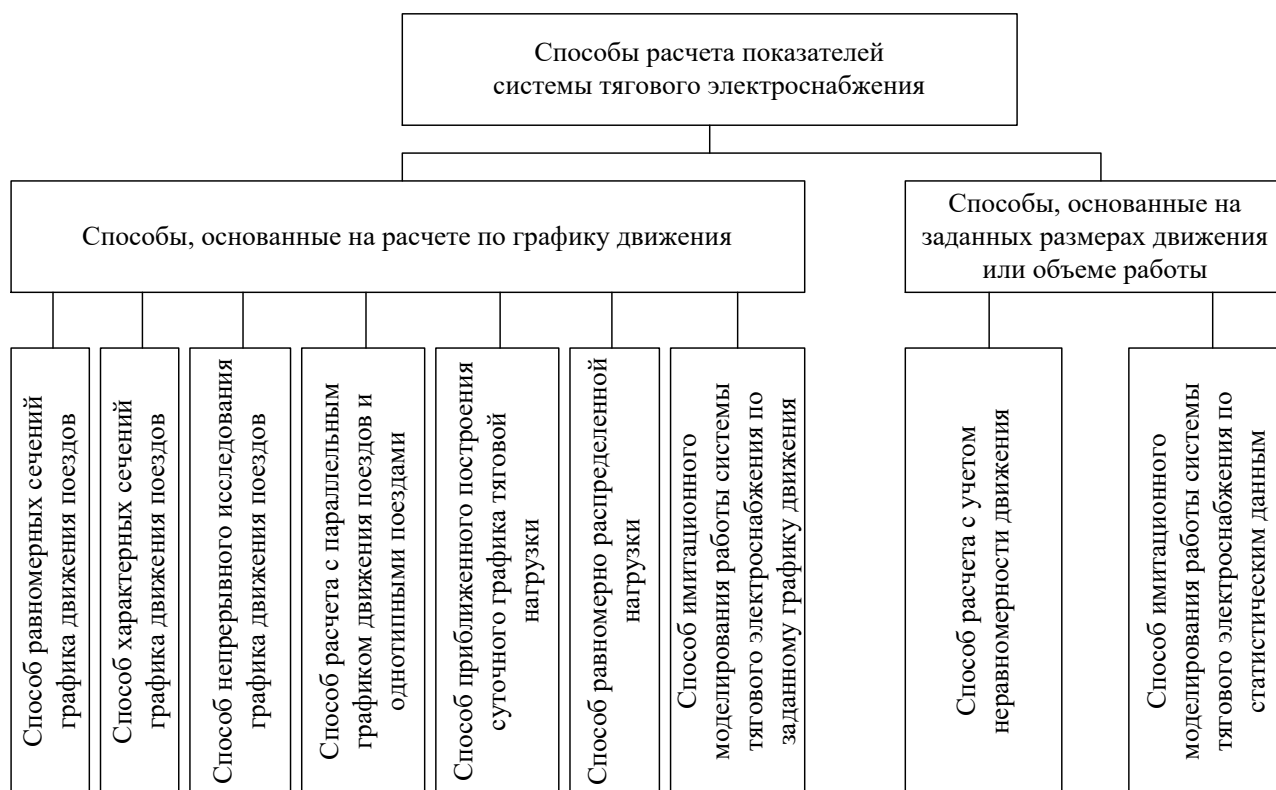 Способы расчета показателей
системы тягового электроснабжения
Способы, основанные на расчете по графику движения
Способы, основанные на
заданных размерах движения
или объеме работы
Способ равномерных сечений
графика движения поездов
Способ характерных сечений
графика движения поездов
Способ непрерывного исследования
графика движения поездов
Способ расчета с параллельным
графиком движения поездов и
однотипными поездами
Способ приближенного построения
суточного графика тяговой
нагрузки
Способ равномерно распределенной
нагрузки
Способ имитационного
моделирования работы системы
тягового электроснабжения по
заданному графику движения
Способ расчета с учетом
неравномерности движения
Способ имитационного
моделирования работы системы
тягового электроснабжения по
статистическим данным